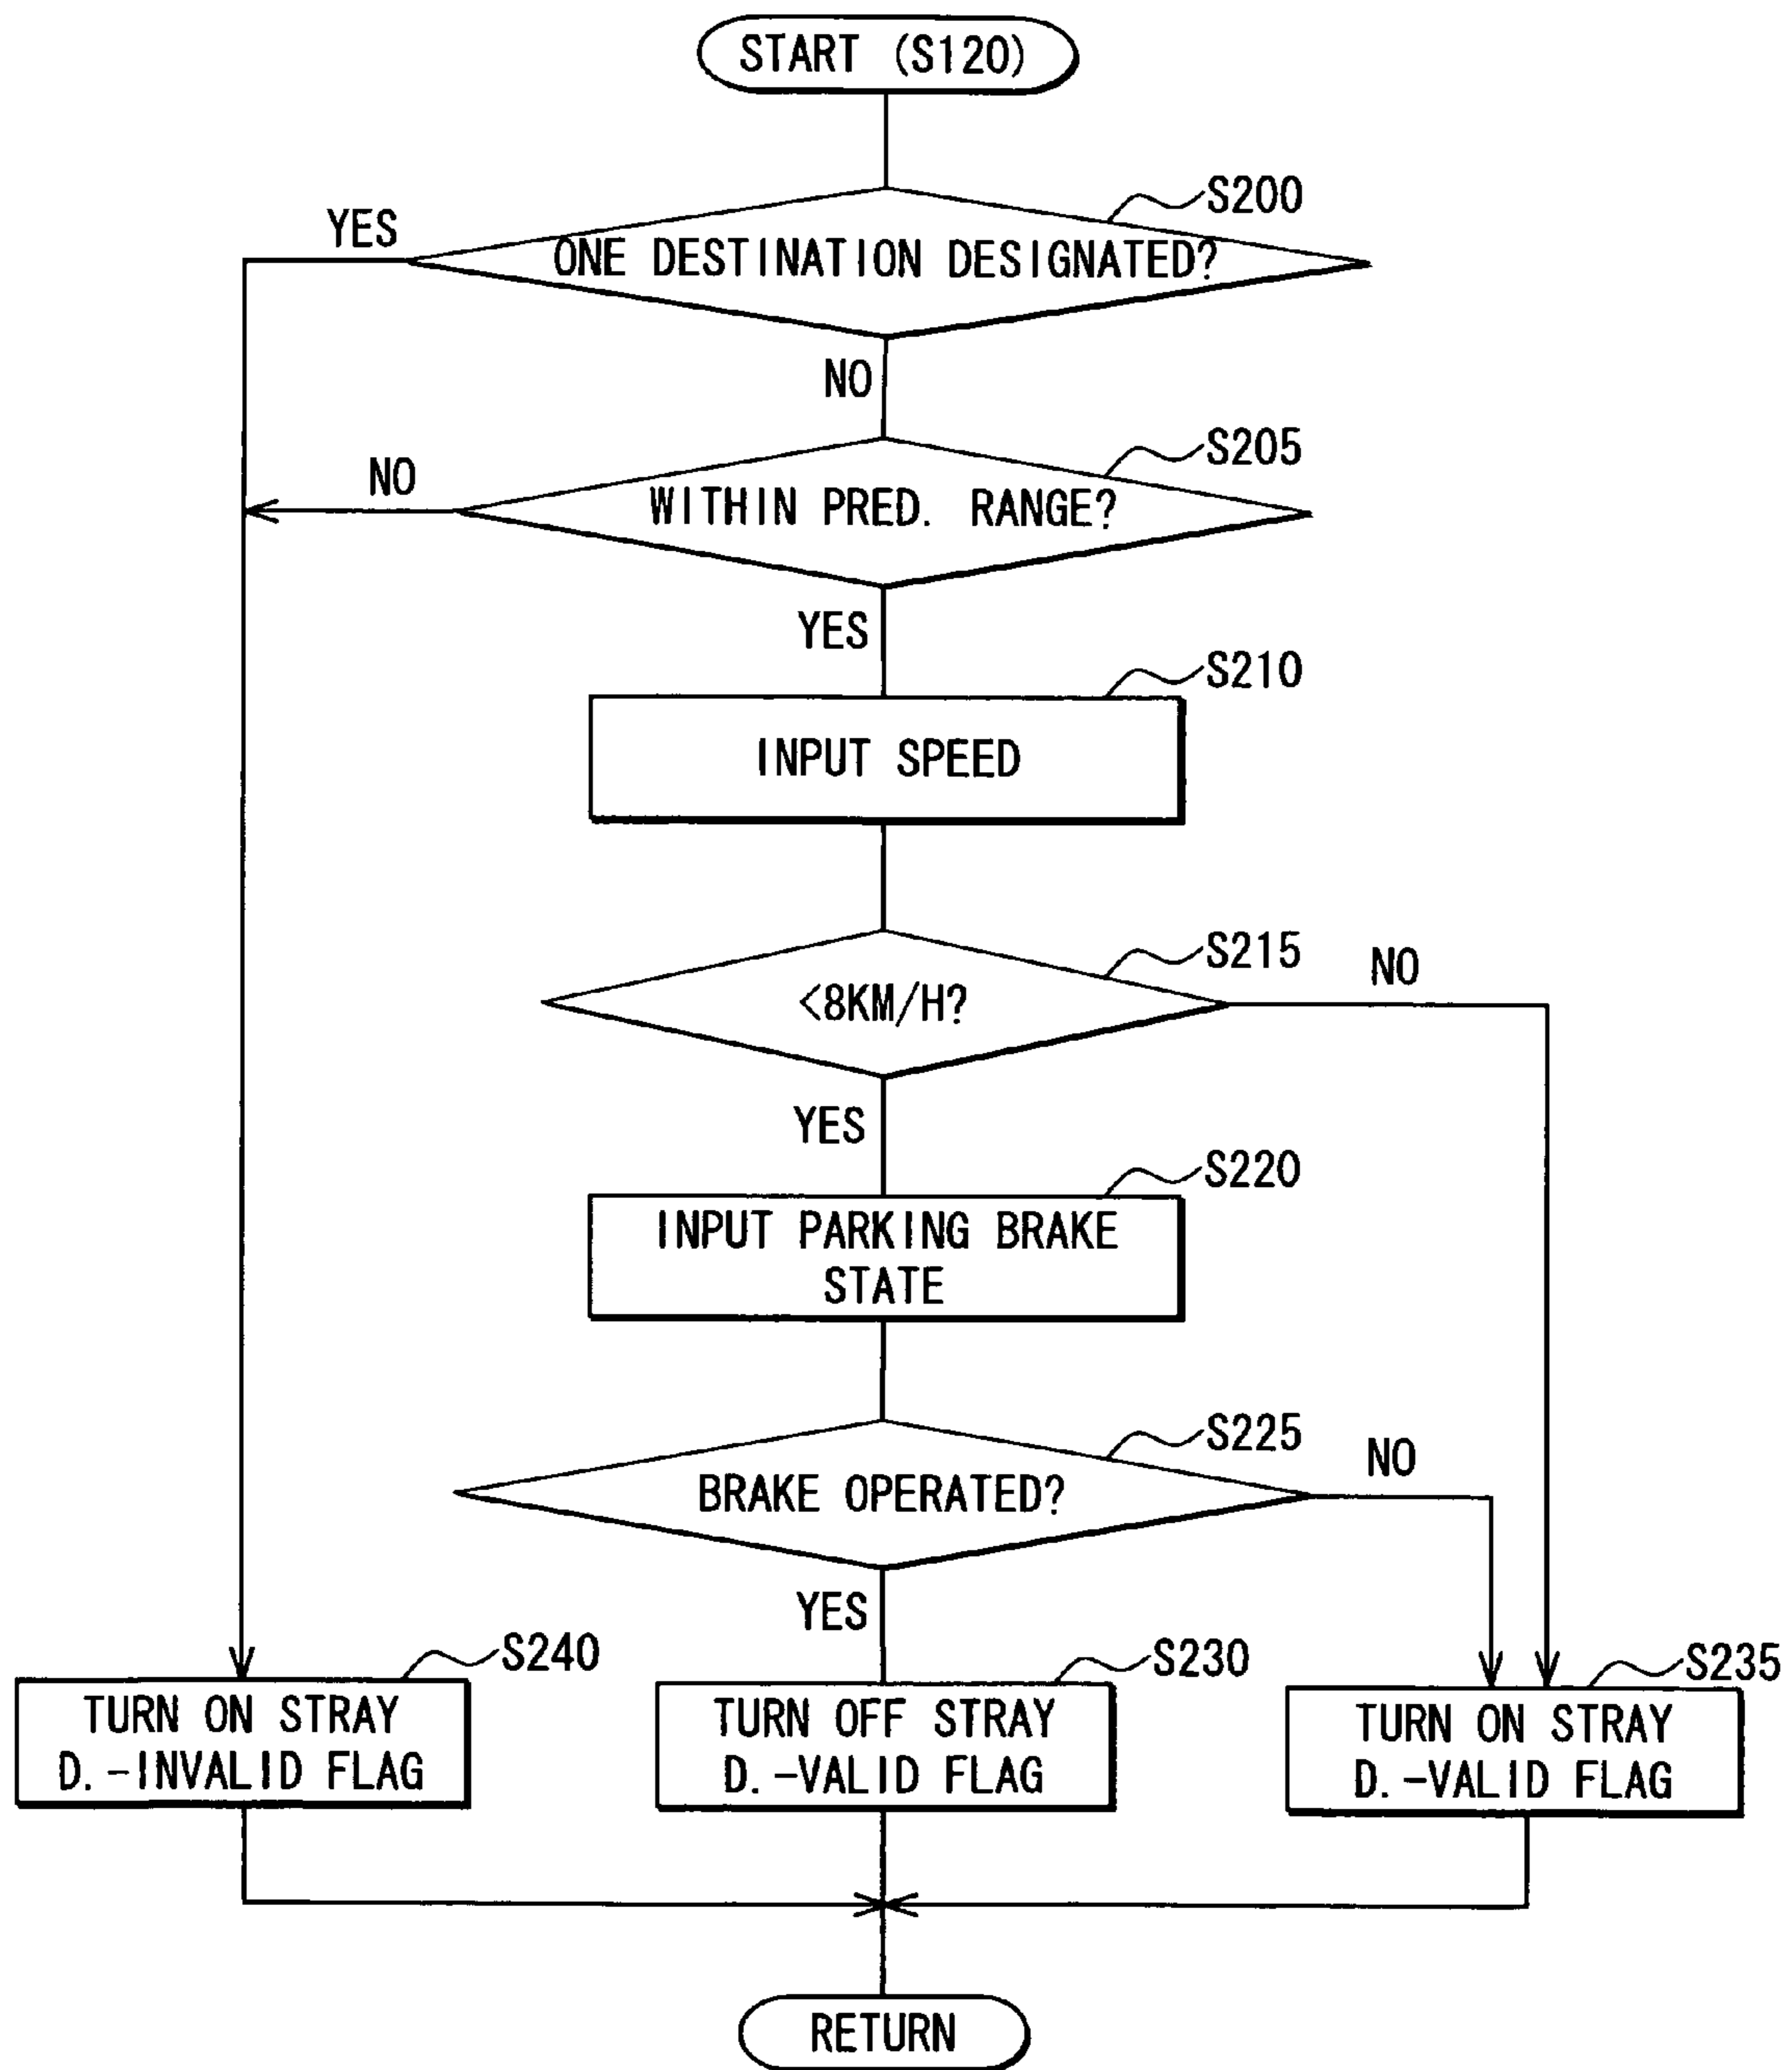 START (S120)
S200
YES
ONE DESTINATION DESIGNATED?
NO
S205
NO
WITHIN PRED. RANGE?
YES
S210
INPUT SPEED
S215
NO
<8KM/H?
YES
S220
INPUT PARKING BRAKE
STATE
S225
NO
BRAKE OPERATED?
YES
S240
TURN ON STRAY
D.-INVALID FLAG
S230
TURN OFF STRAY
D.-VALID FLAG
S235
TURN ON STRAY
D.-VALID FLAG
RETURN